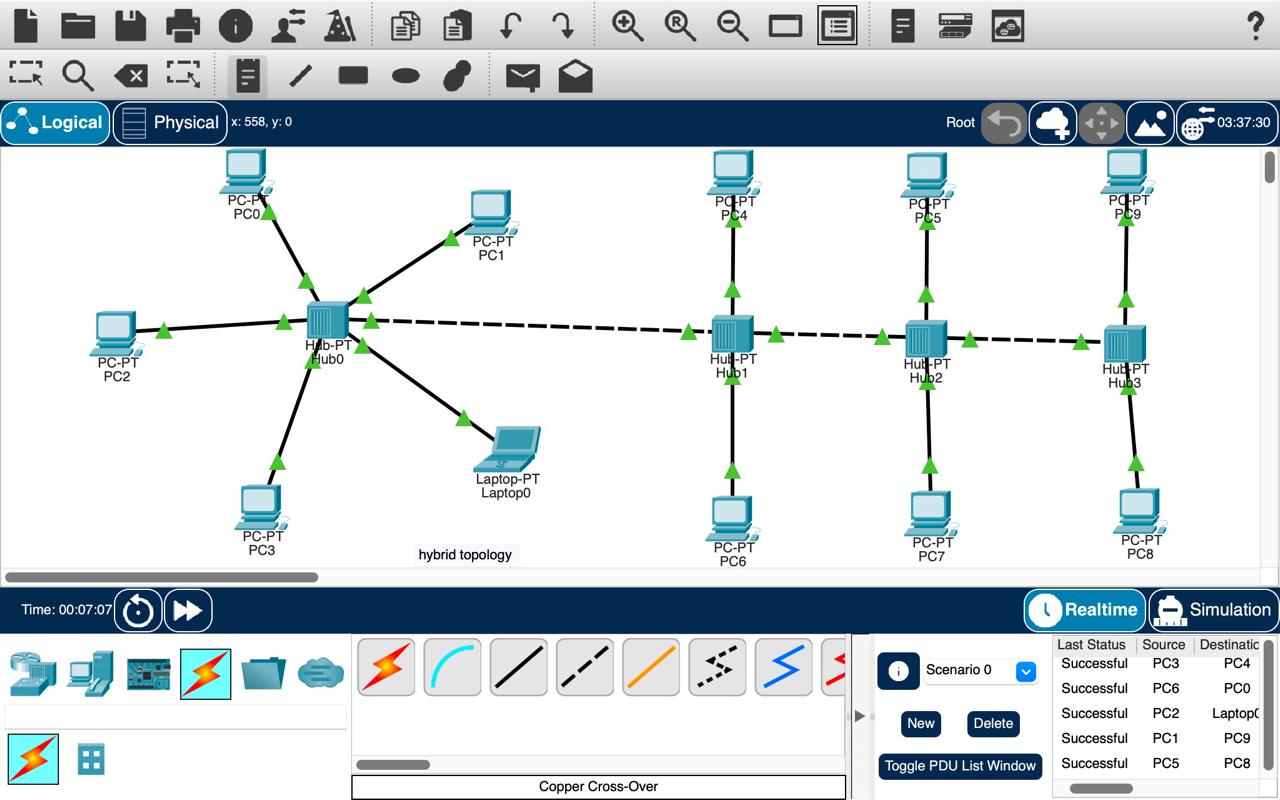 Logical
Physical
x: 558, y: 0
Root
03:37:30
PC-PT
PC0
PC-PT
PC1
PC-PT
PC4
PC-PT
PC5
PC-PT
PC9
PC-PT
PC2
Hub-PT
Hub0
Hub-PT
Hub1
Hub-PT
Hub2
Hub-PT
Hub3
Laptop-PT
Laptop0
PC-PT
PC3
PC-PT
PC6
PC-PT
PC7
PC-PT
PC8
hybrid topology
Time: 00:07:07
Realtime
Simulation
Scenario 0
New
Delete
Toggle PDU List Window
Copper Cross-Over
Last Status Source Destinatic
Successful PC3 PC4
Successful PC6 PC0
Successful PC2 Laptop0
Successful PC1 PC9
Successful PC5 PC8